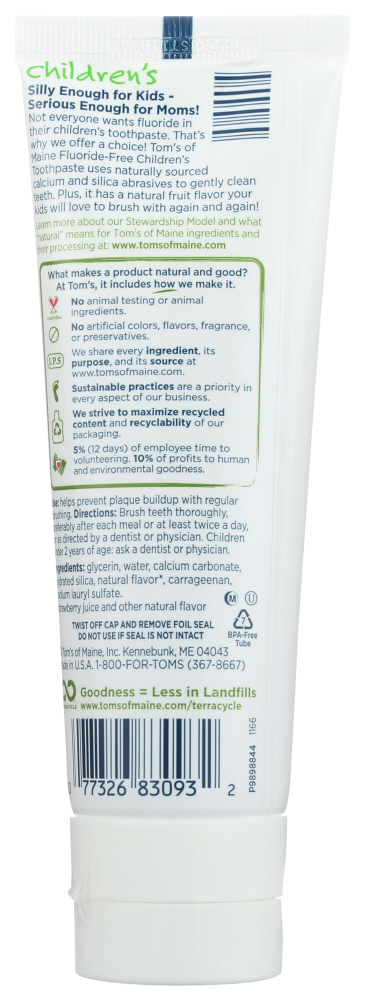 children's
Silly Enough for Kids -
Serious Enough for Moms!
Not everyone wants fluoride in
their children's toothpaste. That's
why we offer a choice! Tom's of
Maine Fluoride-Free Children's
Toothpaste uses naturally sourced
calcium and silica abrasives to gently clean
teeth. Plus, it has a natural fruit flavor your
kids will love to brush with again and again!
Learn more about our Stewardship Model and what
"natural" means for Tom's of Maine ingredients and
their processing at: www.tomsofmaine.com
What makes a product natural and good?
At Tom's, it includes how we make it.
No animal testing or animal
ingredients.
No artificial colors, flavors, fragrance,
or preservatives.
I.P.S
We share every ingredient, its
purpose, and its source at
www.tomsofmaine.com.
Sustainable practices are a priority in
every aspect of our business.
We strive to maximize recycled
content and recyclability of our
packaging.
5% (12 days) of employee time to
volunteering. 10% of profits to human
and environmental goodness.
helps prevent plaque buildup with regular
Directions: Brush teeth thoroughly,
after each meal or at least twice a day,
as directed by a dentist or physician. Children
2 years of age: ask a dentist or physician.
glycerin, water, calcium carbonate,
silica, natural flavor*, carrageenan,
lauryl sulfate.
juice and other natural flavor
M U
TWIST OFF CAP AND REMOVE FOIL SEAL
DO NOT USE IF SEAL IS NOT INTACT
7
BPA-Free
Tube
Tom's of Maine, Inc. Kennebunk, ME 04043
in U.S.A. 1-800-FOR-TOMS (367-8667)
Goodness = Less in Landfills
www.tomsofmaine.com/terracycle
0 77326 83093 2
P9898844 1166